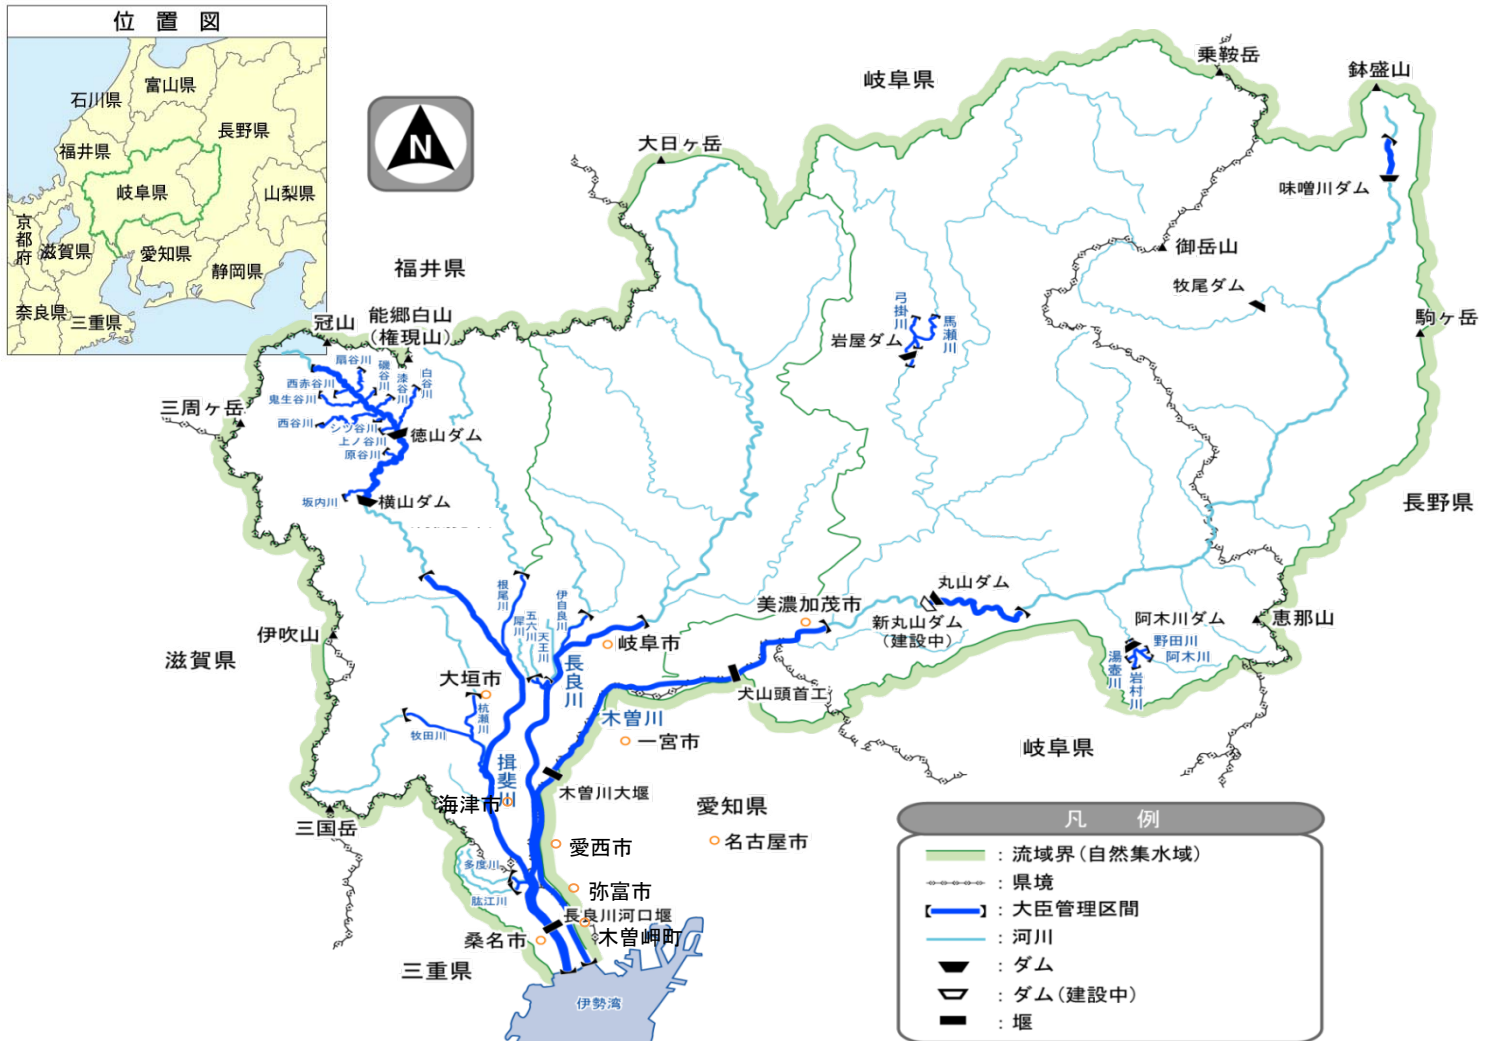 位置図
富山県
石川県
長野県
福井県
岐阜県
山梨県
京都府
滋賀県
愛知県
静岡県
奈良県
三重県
N
岐阜県
乗鞍岳
鉢盛山
大日ヶ岳
味噌川ダム
御岳山
福井県
牧尾ダム
弓掛川
馬瀬川
岩屋ダム
駒ヶ岳
能郷白山
(権現山)
冠山
扇谷川
磯谷川
漆谷川
白谷川
西赤谷川
鬼生谷川
三周ヶ岳
西谷川
シツ谷川
徳山ダム
上ノ谷川
原谷川
坂内川
横山ダム
長野県
根尾川
伊自良川
五六川
犀川
天王川
丸山ダム
美濃加茂市
新丸山ダム
(建設中)
阿木川ダム
恵那山
野田川
阿木川
湯壺川
岩村川
伊吹山
滋賀県
岐阜市
長良川
大垣市
杭瀬川
犬山頭首工
木曽川
牧田川
一宮市
岐阜県
揖斐川
木曽川大堰
海津市
愛知県
三国岳
愛西市
名古屋市
多度川
肱江川
弥富市
長良川河口堰
木曽岬町
桑名市
三重県
伊勢湾
凡例
：流域界(自然集水域)
：県境
：大臣管理区間
：河川
：ダム
：ダム(建設中)
：堰